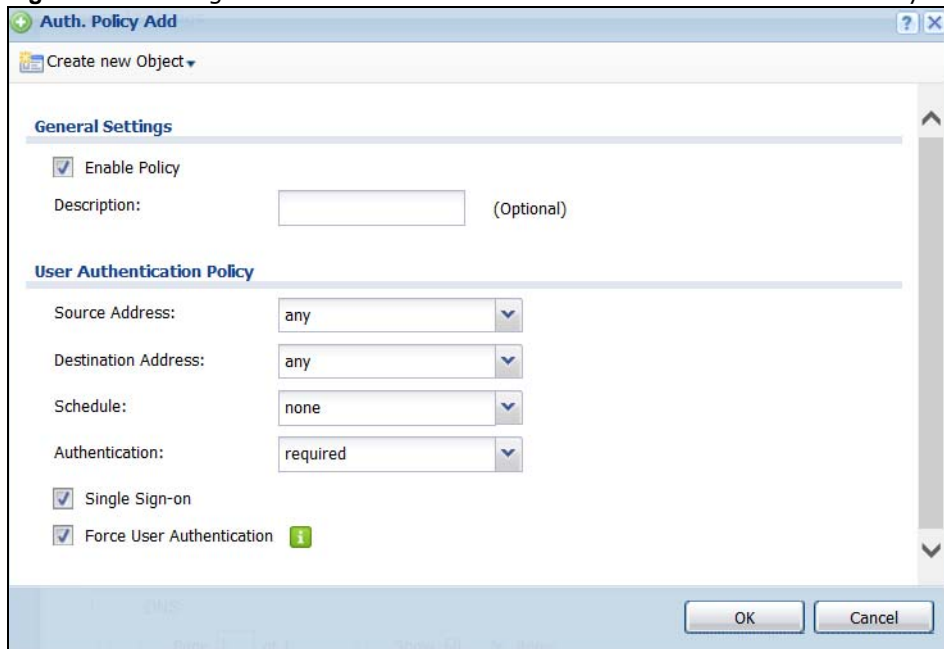 Auth. Policy Add
Create new Object
General Settings
Enable Policy
Description: (Optional)
User Authentication Policy
Source Address: any
Destination Address: any
Schedule: none
Authentication: required
Single Sign-on
Force User Authentication
OK Cancel